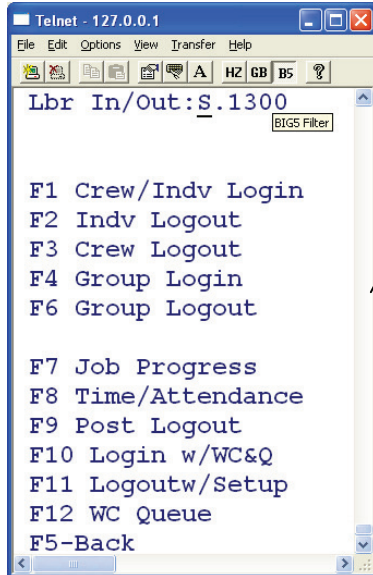 Telnet - 127.0.0.1
File Edit Options View Transfer Help
A HZ GB B5 ?
Lbr In/Out:S.1300
BIG5 Filter
F1 Crew/Indv Login
F2 Indv Logout
F3 Crew Logout
F4 Group Login
F6 Group Logout
F7 Job Progress
F8 Time/Attendance
F9 Post Logout
F10 Login w/WC&Q
F11 Logoutw/Setup
F12 WC Queue
F5-Back